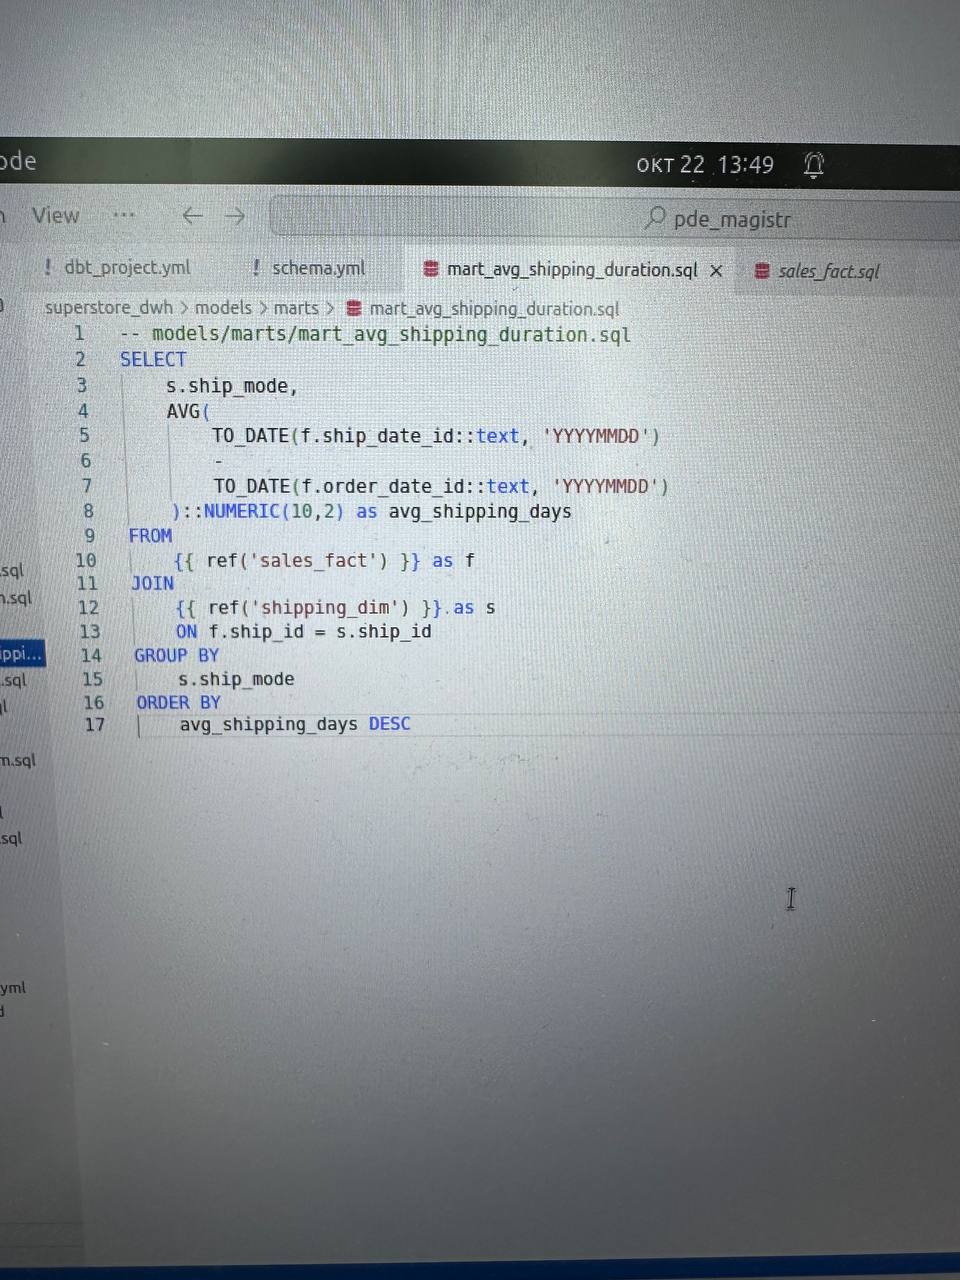 ode
окт 22 13:49
View ··· ← →
pde_magistr
! dbt_project.yml
! schema.yml
mart_avg_shipping_duration.sql ×
sales_fact.sql
superstore_dwh > models > marts > mart_avg_shipping_duration.sql
1 -- models/marts/mart_avg_shipping_duration.sql
2 SELECT
3 s.ship_mode,
4 AVG(
5 TO_DATE(f.ship_date_id::text, 'YYYYMMDD')
6 -
7 TO_DATE(f.order_date_id::text, 'YYYYMMDD')
8 )::NUMERIC(10,2) as avg_shipping_days
9 FROM
10 {{ ref('sales_fact') }} as f
11 JOIN
12 {{ ref('shipping_dim') }} as s
13 ON f.ship_id = s.ship_id
14 GROUP BY
15 s.ship_mode
16 ORDER BY
17 avg_shipping_days DESC
.sql
n.sql
ippi...
.sql
m.sql
.sql
yml